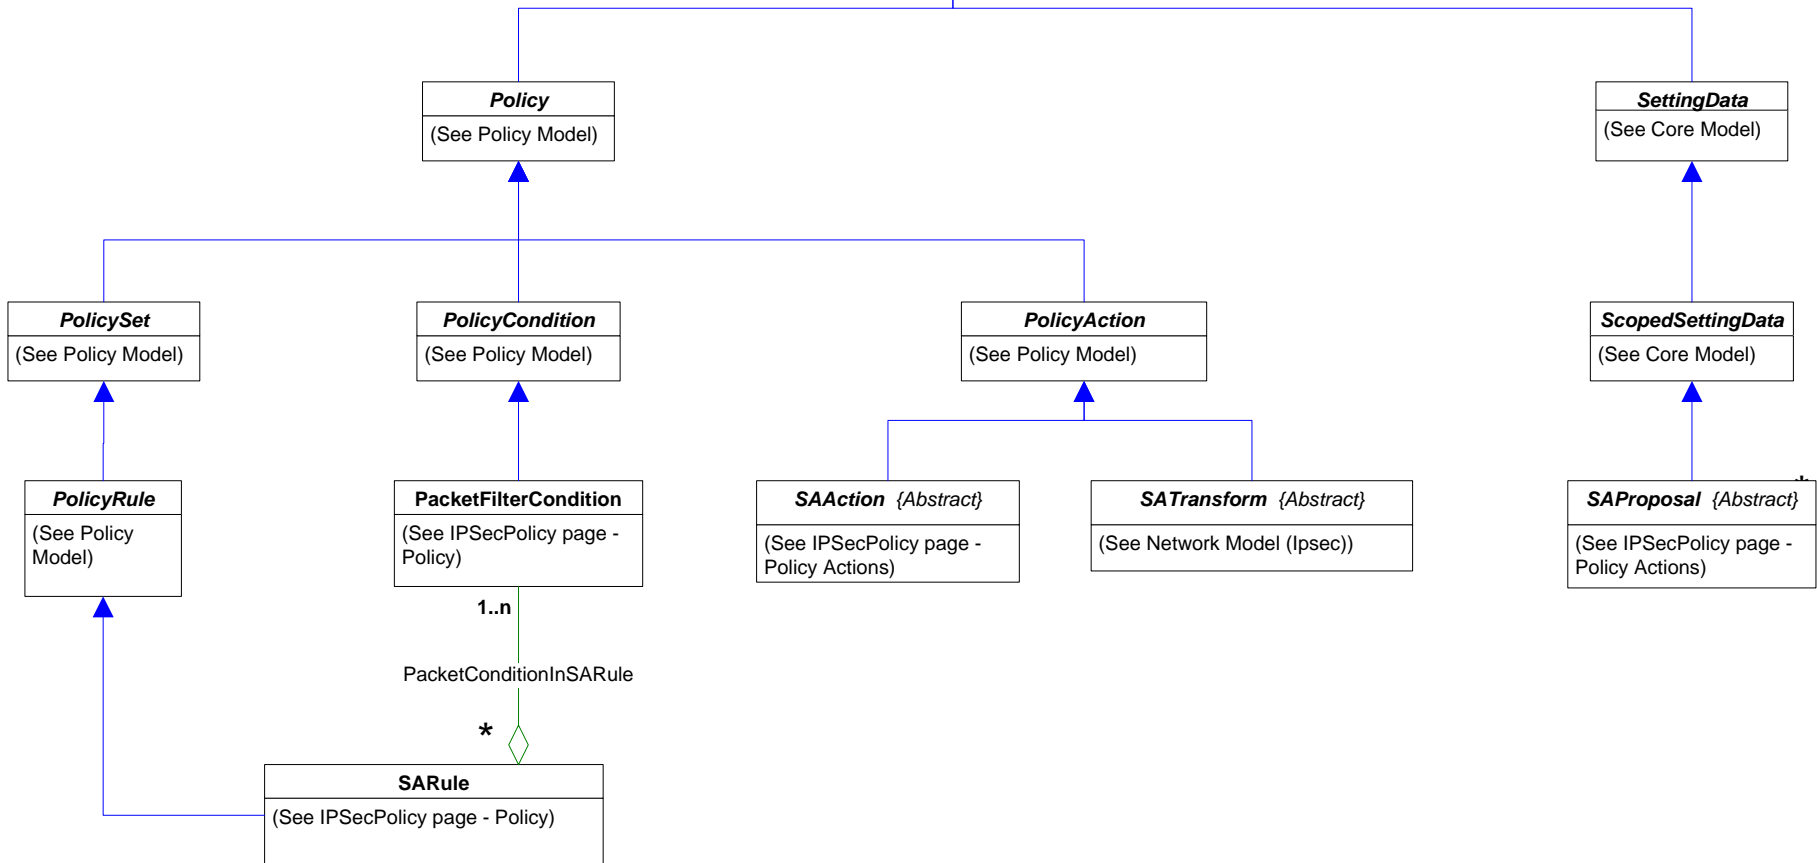 Policy
(See Policy Model)
SettingData
(See Core Model)
PolicySet
(See Policy Model)
PolicyCondition
(See Policy Model)
PolicyAction
(See Policy Model)
ScopedSettingData
(See Core Model)
PolicyRule
(See Policy
Model)
PacketFilterCondition
(See IPSecPolicy page -
Policy)
SAAction {Abstract}
(See IPSecPolicy page -
Policy Actions)
SATransform {Abstract}
(See Network Model (Ipsec))
*
SAProposal {Abstract}
(See IPSecPolicy page -
Policy Actions)
1..n
PacketConditionInSARule
*
SARule
(See IPSecPolicy page - Policy)